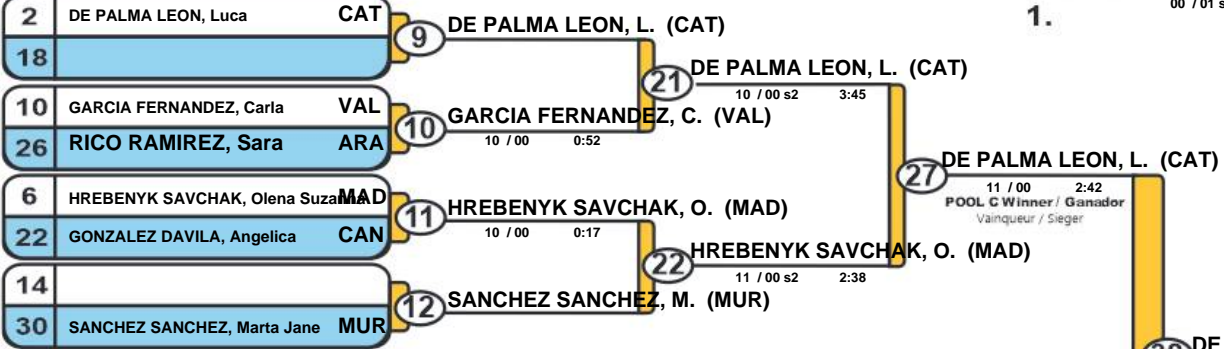 00 / 01 s
1.
2 DE PALMA LEON, Luca CAT
18
9 DE PALMA LEON, L. (CAT)
21 DE PALMA LEON, L. (CAT)
10 / 00 s2 3:45
10 GARCIA FERNANDEZ, Carla VAL
26 RICO RAMIREZ, Sara ARA
10 GARCIA FERNANDEZ, C. (VAL)
10 / 00 0:52
27 DE PALMA LEON, L. (CAT)
11 / 00 2:42
POOL C Winner / Ganador
Vainqueur / Sieger
6 HREBENYK SAVCHAK, Olena Suzanna MAD
22 GONZALEZ DAVILA, Angelica CAN
11 HREBENYK SAVCHAK, O. (MAD)
10 / 00 0:17
22 HREBENYK SAVCHAK, O. (MAD)
11 / 00 s2 2:38
14
30 SANCHEZ SANCHEZ, Marta Jane MUR
12 SANCHEZ SANCHEZ, M. (MUR)
DE